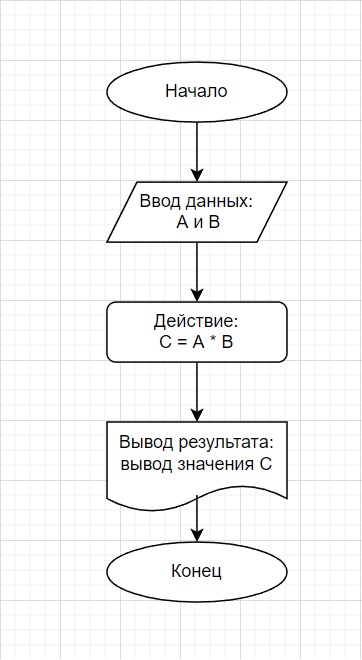 Начало
Ввод данных:
A и B
Действие:
C = A * B
Вывод результата:
вывод значения C
Конец